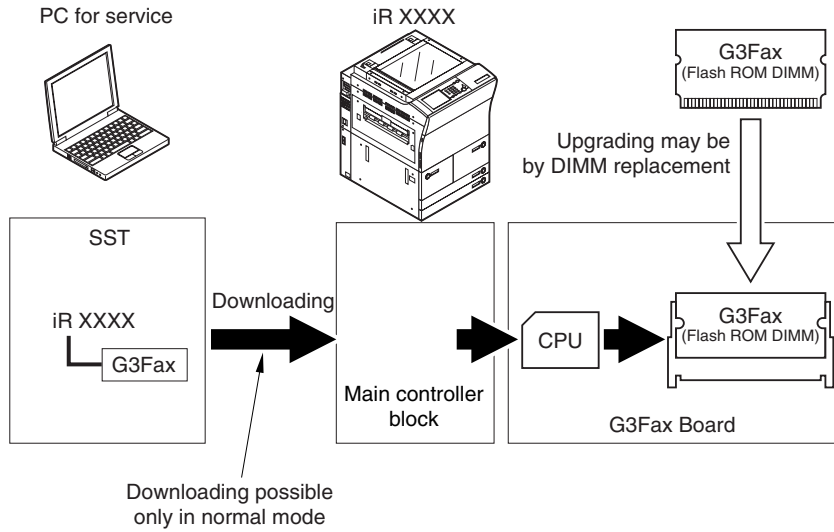 PC for service
iR XXXX
G3Fax
(Flash ROM DIMM)
Upgrading may be
by DIMM replacement
SST
iR XXXX
G3Fax
Downloading
Main controller
block
CPU
G3Fax
(Flash ROM DIMM)
G3Fax Board
Downloading possible
only in normal mode